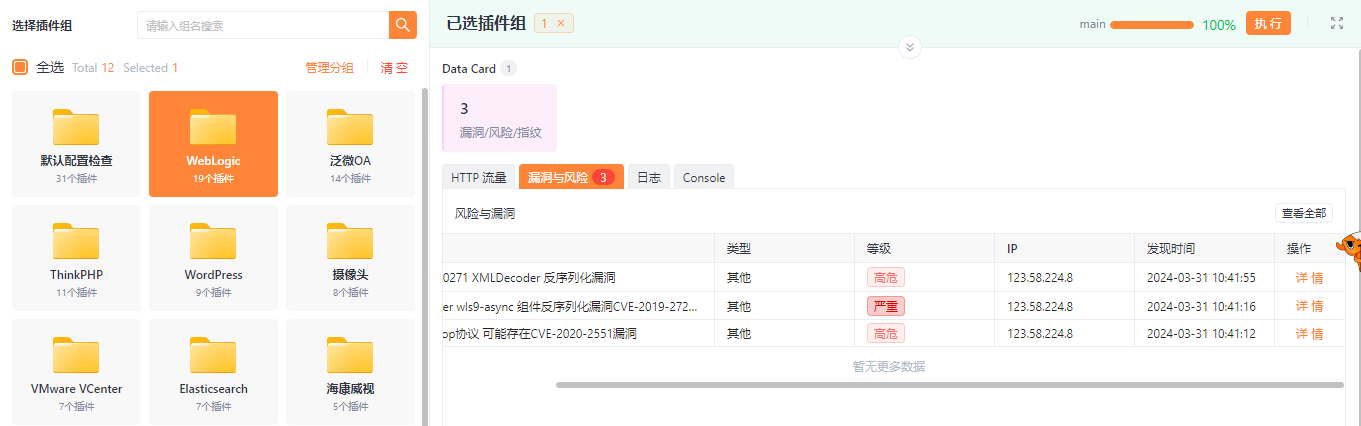 选择插件组
请输入组名搜索
全选 Total 12 Selected 1 管理分组 清 空
默认配置检查
31个插件
WebLogic
19个插件
泛微OA
14个插件
ThinkPHP
11个插件
WordPress
9个插件
摄像头
8个插件
VMware VCenter
7个插件
Elasticsearch
7个插件
海康威视
5个插件
已选插件组 1 ×
main 100% 执 行
Data Card 1
3
漏洞/风险/指纹
HTTP 流量 漏洞与风险 3 日志 Console
风险与漏洞 查看全部
类型 等级 IP 发现时间 操作
0271 XMLDecoder 反序列化漏洞 其他 高危 123.58.224.8 2024-03-31 10:41:55 详 情
er wls9-async 组件反序列化漏洞CVE-2019-272... 其他 严重 123.58.224.8 2024-03-31 10:41:16 详 情
op协议 可能存在CVE-2020-2551漏洞 其他 高危 123.58.224.8 2024-03-31 10:41:12 详 情
暂无更多数据